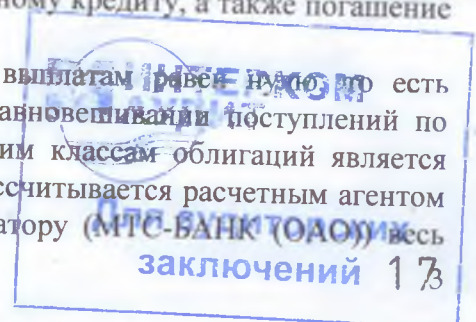 ному кредиту, а также погашение
выплатам равен нулю, то есть
авновешивании поступлений по
им классам облигаций является
ссчитывается расчетным агентом
атору (МТС-БАНК (ОАО)) весь
Для аудиторских
заключений 17